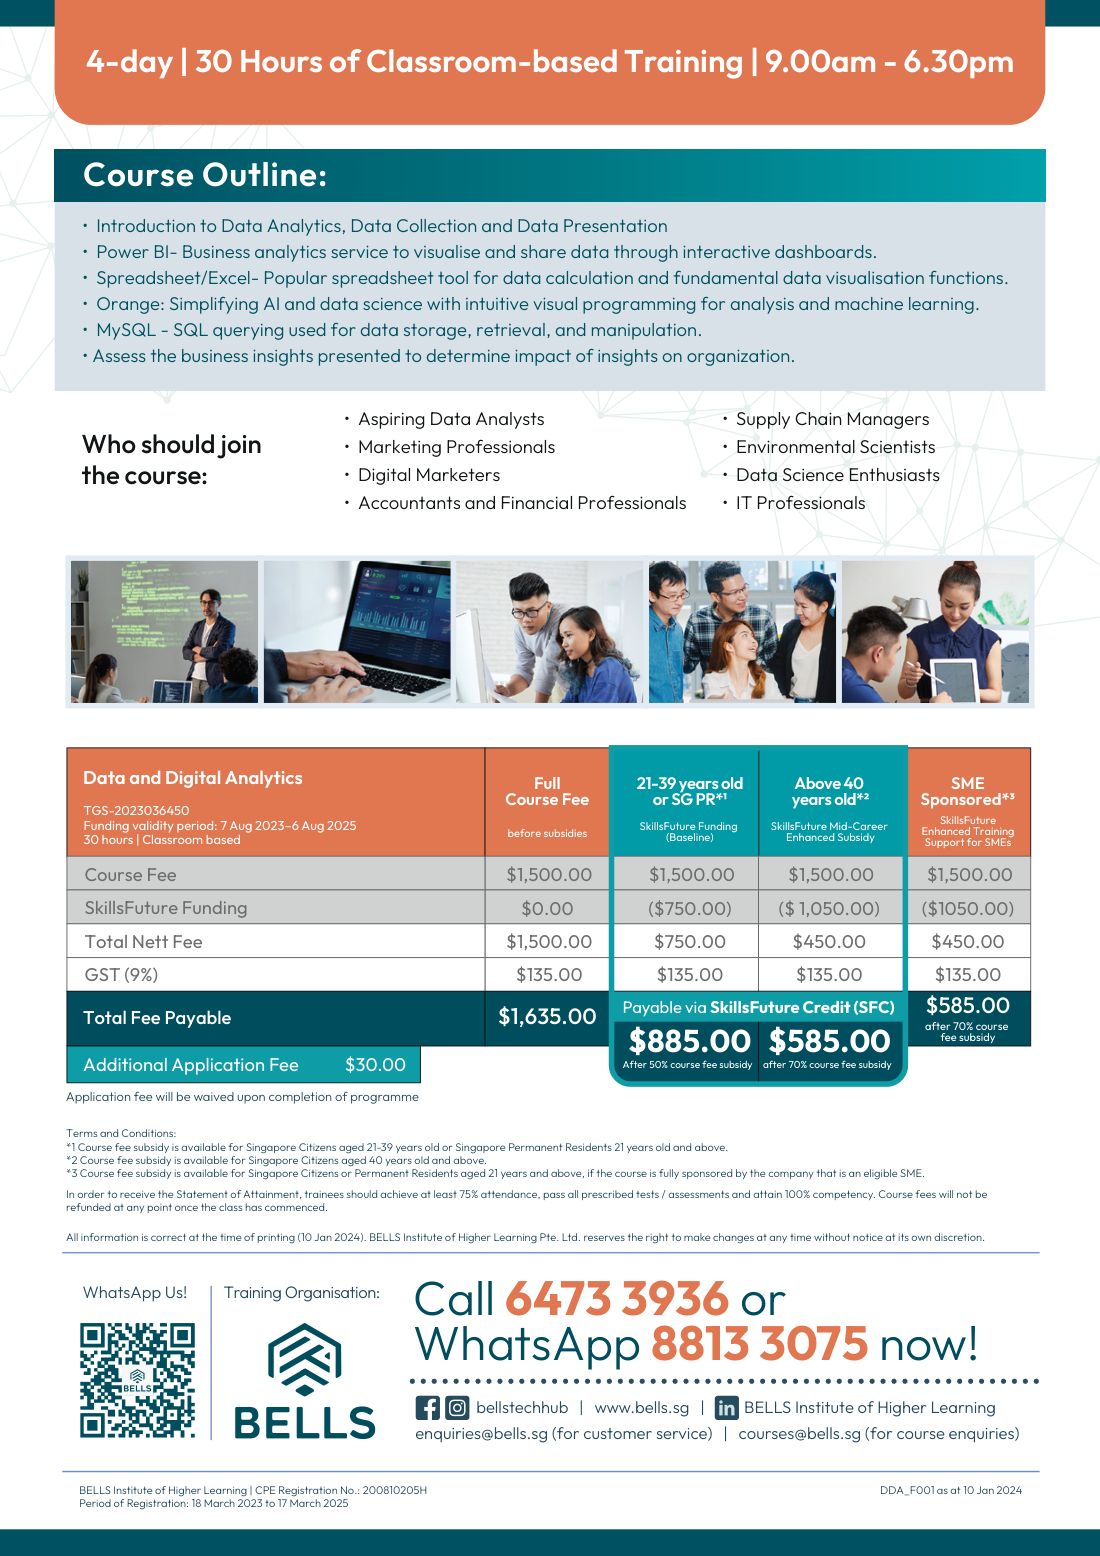 4-day | 30 Hours of Classroom-based Training | 9.00am - 6.30pm
Course Outline:
• Introduction to Data Analytics, Data Collection and Data Presentation
• Power BI- Business analytics service to visualise and share data through interactive dashboards.
• Spreadsheet/Excel- Popular spreadsheet tool for data calculation and fundamental data visualisation functions.
• Orange: Simplifying AI and data science with intuitive visual programming for analysis and machine learning.
• MySQL - SQL querying used for data storage, retrieval, and manipulation.
• Assess the business insights presented to determine impact of insights on organization.
Who should join
the course:
• Aspiring Data Analysts
• Marketing Professionals
• Digital Marketers
• Accountants and Financial Professionals
• Supply Chain Managers
• Environmental Scientists
• Data Science Enthusiasts
• IT Professionals
Data and Digital Analytics
TGS-2023036450
Funding validity period: 7 Aug 2023–6 Aug 2025
30 hours | Classroom based
Full
Course Fee
before subsidies
21-39 years old
or SG PR*¹
SkillsFuture Funding
(Baseline)
Above 40
years old*²
SkillsFuture Mid-Career
Enhanced Subsidy
SME
Sponsored*³
SkillsFuture
Enhanced Training
Support for SMEs
Course Fee $1,500.00 $1,500.00 $1,500.00 $1,500.00
SkillsFuture Funding $0.00 ($750.00) ($ 1,050.00) ($1050.00)
Total Nett Fee $1,500.00 $750.00 $450.00 $450.00
GST (9%) $135.00 $135.00 $135.00 $135.00
Total Fee Payable $1,635.00
Payable via SkillsFuture Credit (SFC)
$885.00
After 50% course fee subsidy
$585.00
after 70% course fee subsidy
$585.00
after 70% course
fee subsidy
Additional Application Fee $30.00
Application fee will be waived upon completion of programme
Terms and Conditions:
*1 Course fee subsidy is available for Singapore Citizens aged 21-39 years old or Singapore Permanent Residents 21 years old and above.
*2 Course fee subsidy is available for Singapore Citizens aged 40 years old and above.
*3 Course fee subsidy is available for Singapore Citizens or Permanent Residents aged 21 years and above, if the course is fully sponsored by the company that is an eligible SME.
In order to receive the Statement of Attainment, trainees should achieve at least 75% attendance, pass all prescribed tests / assessments and attain 100% competency. Course fees will not be
refunded at any point once the class has commenced.
All information is correct at the time of printing (10 Jan 2024). BELLS Institute of Higher Learning Pte. Ltd. reserves the right to make changes at any time without notice at its own discretion.
WhatsApp Us!
BELLS
Training Organisation:
BELLS
Call 6473 3936 or
WhatsApp 8813 3075 now!
bellstechhub | www.bells.sg | in BELLS Institute of Higher Learning
enquiries@bells.sg (for customer service) | courses@bells.sg (for course enquiries)
BELLS Institute of Higher Learning | CPE Registration No.: 200810205H
Period of Registration: 18 March 2023 to 17 March 2025
DDA_F001 as at 10 Jan 2024